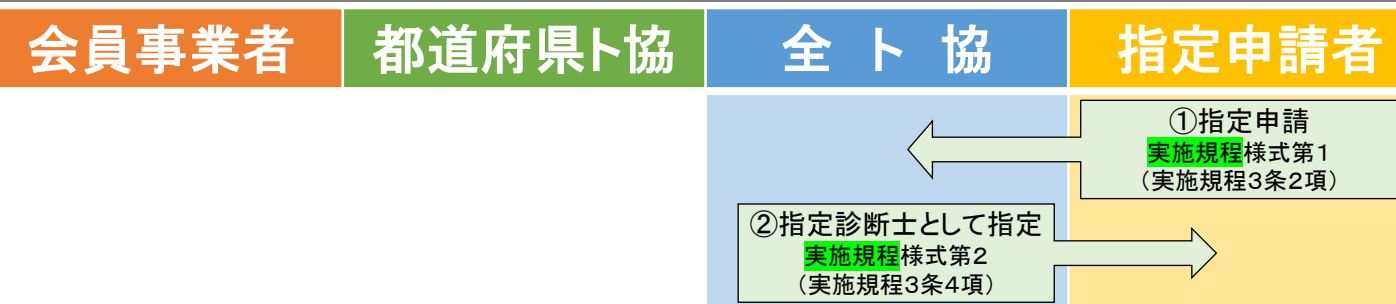 会員事業者
都道府県ト協
全ト協
指定申請者
①指定申請
実施規程様式第1
（実施規程3条2項）
②指定診断士として指定
実施規程様式第2
（実施規程3条4項）